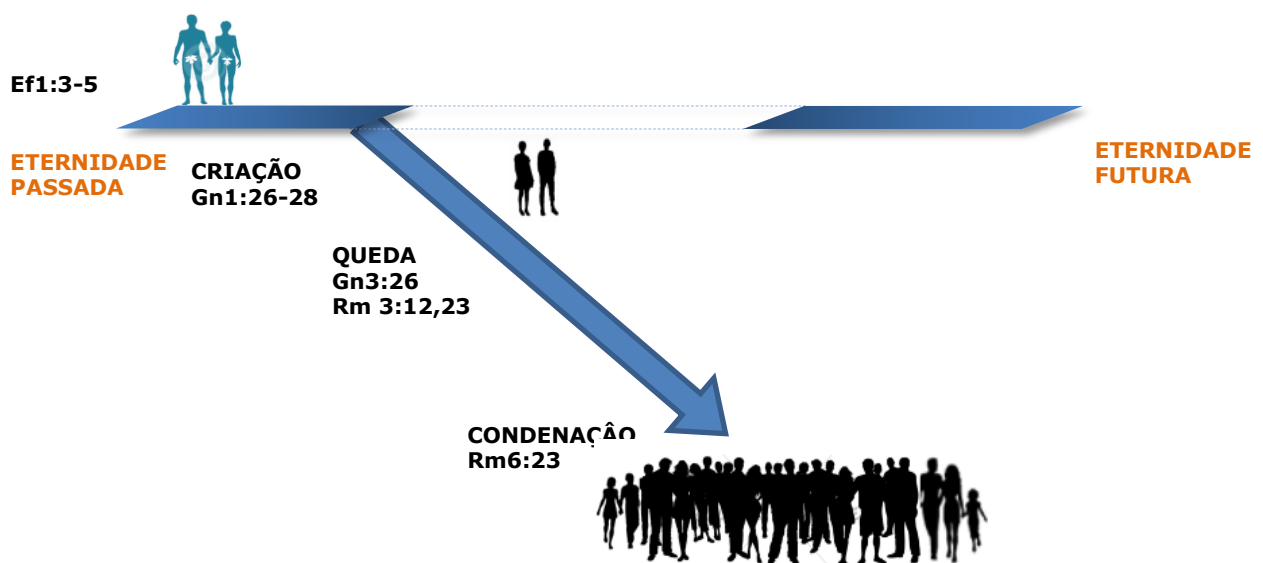 Ef1:3-5
ETERNIDADE
PASSADA
CRIAÇÃO
Gn1:26-28
ETERNIDADE
FUTURA
QUEDA
Gn3:26
Rm 3:12,23
CONDENAÇÂO
Rm6:23